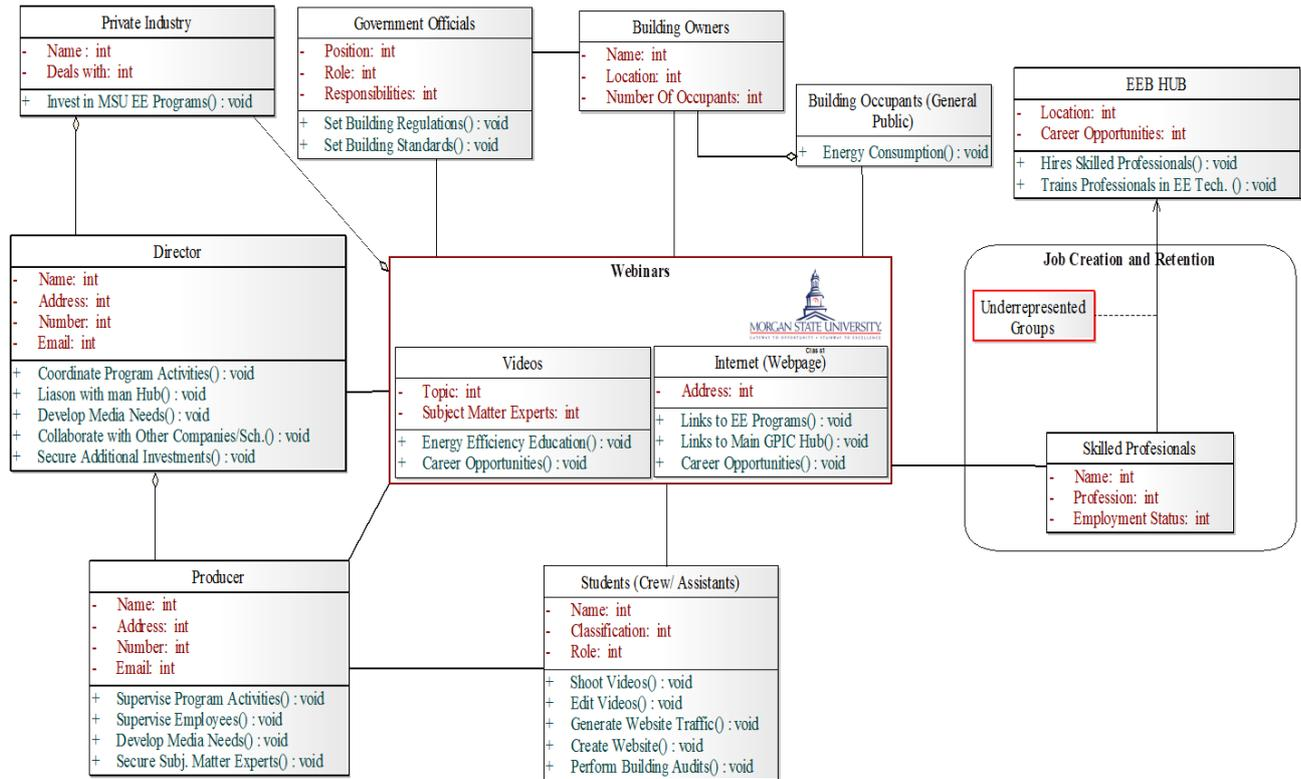 Private Industry
- Name : int
- Deals with: int
+ Invest in MSU EE Programs() : void
Government Officials
- Position: int
- Role: int
- Responsibilities: int
+ Set Building Regulations() : void
+ Set Building Standards() : void
Building Owners
- Name: int
- Location: int
- Number Of Occupants: int
Building Occupants (General
Public)
+ Energy Consumption() : void
EEB HUB
- Location: int
- Career Opportunities: int
+ Hires Skilled Professionals() : void
+ Trains Professionals in EE Tech. () : void
Director
- Name: int
- Address: int
- Number: int
- Email: int
+ Coordinate Program Activities() : void
+ Liason with man Hub() : void
+ Develop Media Needs() : void
+ Collaborate with Other Companies/Sch.() : void
+ Secure Additional Investments() : void
Webinars
MORGAN STATE UNIVERSITY
GATEWAY TO OPPORTUNITY • STAIRWAY TO EXCELLENCE
Class1
Videos
- Topic: int
- Subject Matter Experts: int
+ Energy Efficiency Education() : void
+ Career Opportunities() : void
Internet (Webpage)
- Address: int
+ Links to EE Programs() : void
+ Links to Main GPIC Hub() : void
+ Career Opportunities() : void
Job Creation and Retention
Underrepresented
Groups
Skilled Profesionals
- Name: int
- Profession: int
- Employment Status: int
Producer
- Name: int
- Address: int
- Number: int
- Email: int
+ Supervise Program Activities() : void
+ Supervise Employees() : void
+ Develop Media Needs() : void
+ Secure Subj. Matter Experts() : void
Students (Crew/ Assistants)
- Name: int
- Classification: int
- Role: int
+ Shoot Videos() : void
+ Edit Videos() : void
+ Generate Website Traffic() : void
+ Create Website() : void
+ Perform Building Audits() : void